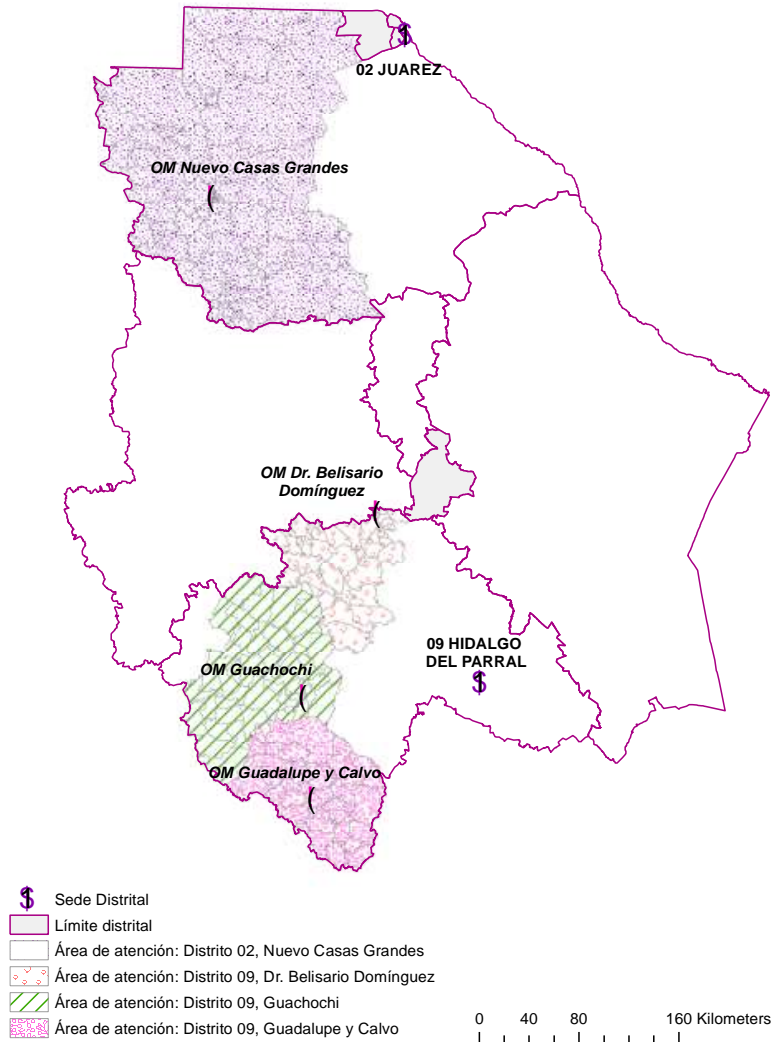 02 JUAREZ
OM Nuevo Casas Grandes
OM Dr. Belisario
Domínguez
09 HIDALGO
DEL PARRAL
OM Guachochi
OM Guadalupe y Calvo
Sede Distrital
Límite distrital
Área de atención: Distrito 02, Nuevo Casas Grandes
Área de atención: Distrito 09, Dr. Belisario Domínguez
Área de atención: Distrito 09, Guachochi
Área de atención: Distrito 09, Guadalupe y Calvo
0 40 80 160 Kilometers